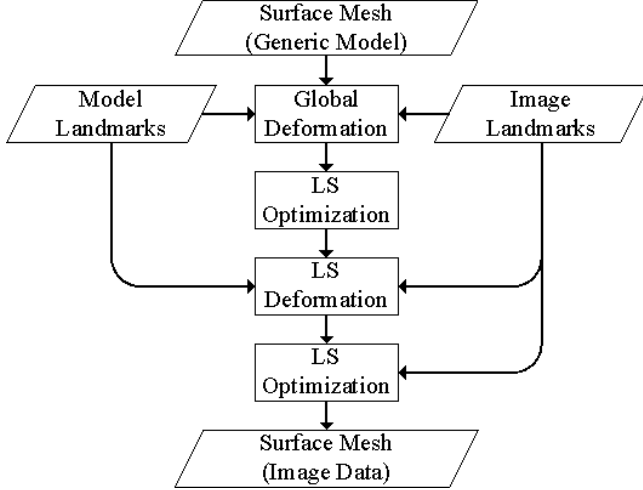 Surface Mesh
(Generic Model)
Model
Landmarks
Global
Deformation
Image
Landmarks
LS
Optimization
LS
Deformation
LS
Optimization
Surface Mesh
(Image Data)